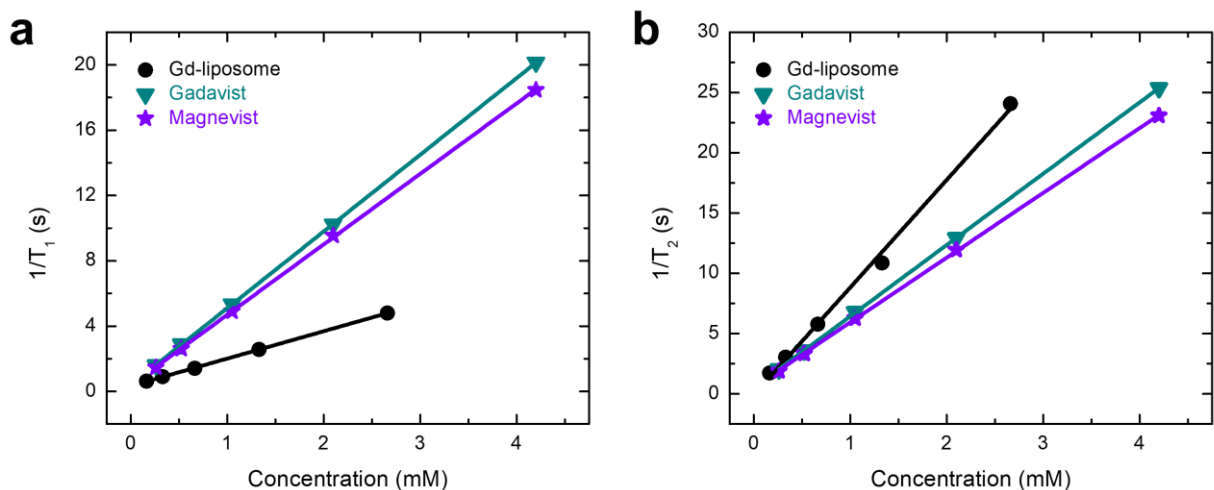 a
Gd-liposome
Gadavist
Magnevist
1/T1 (s)
20
16
12
8
4
0
0 1 2 3 4
Concentration (mM)
b
Gd-liposome
Gadavist
Magnevist
1/T2 (s)
30
25
20
15
10
5
0
0 1 2 3 4
Concentration (mM)